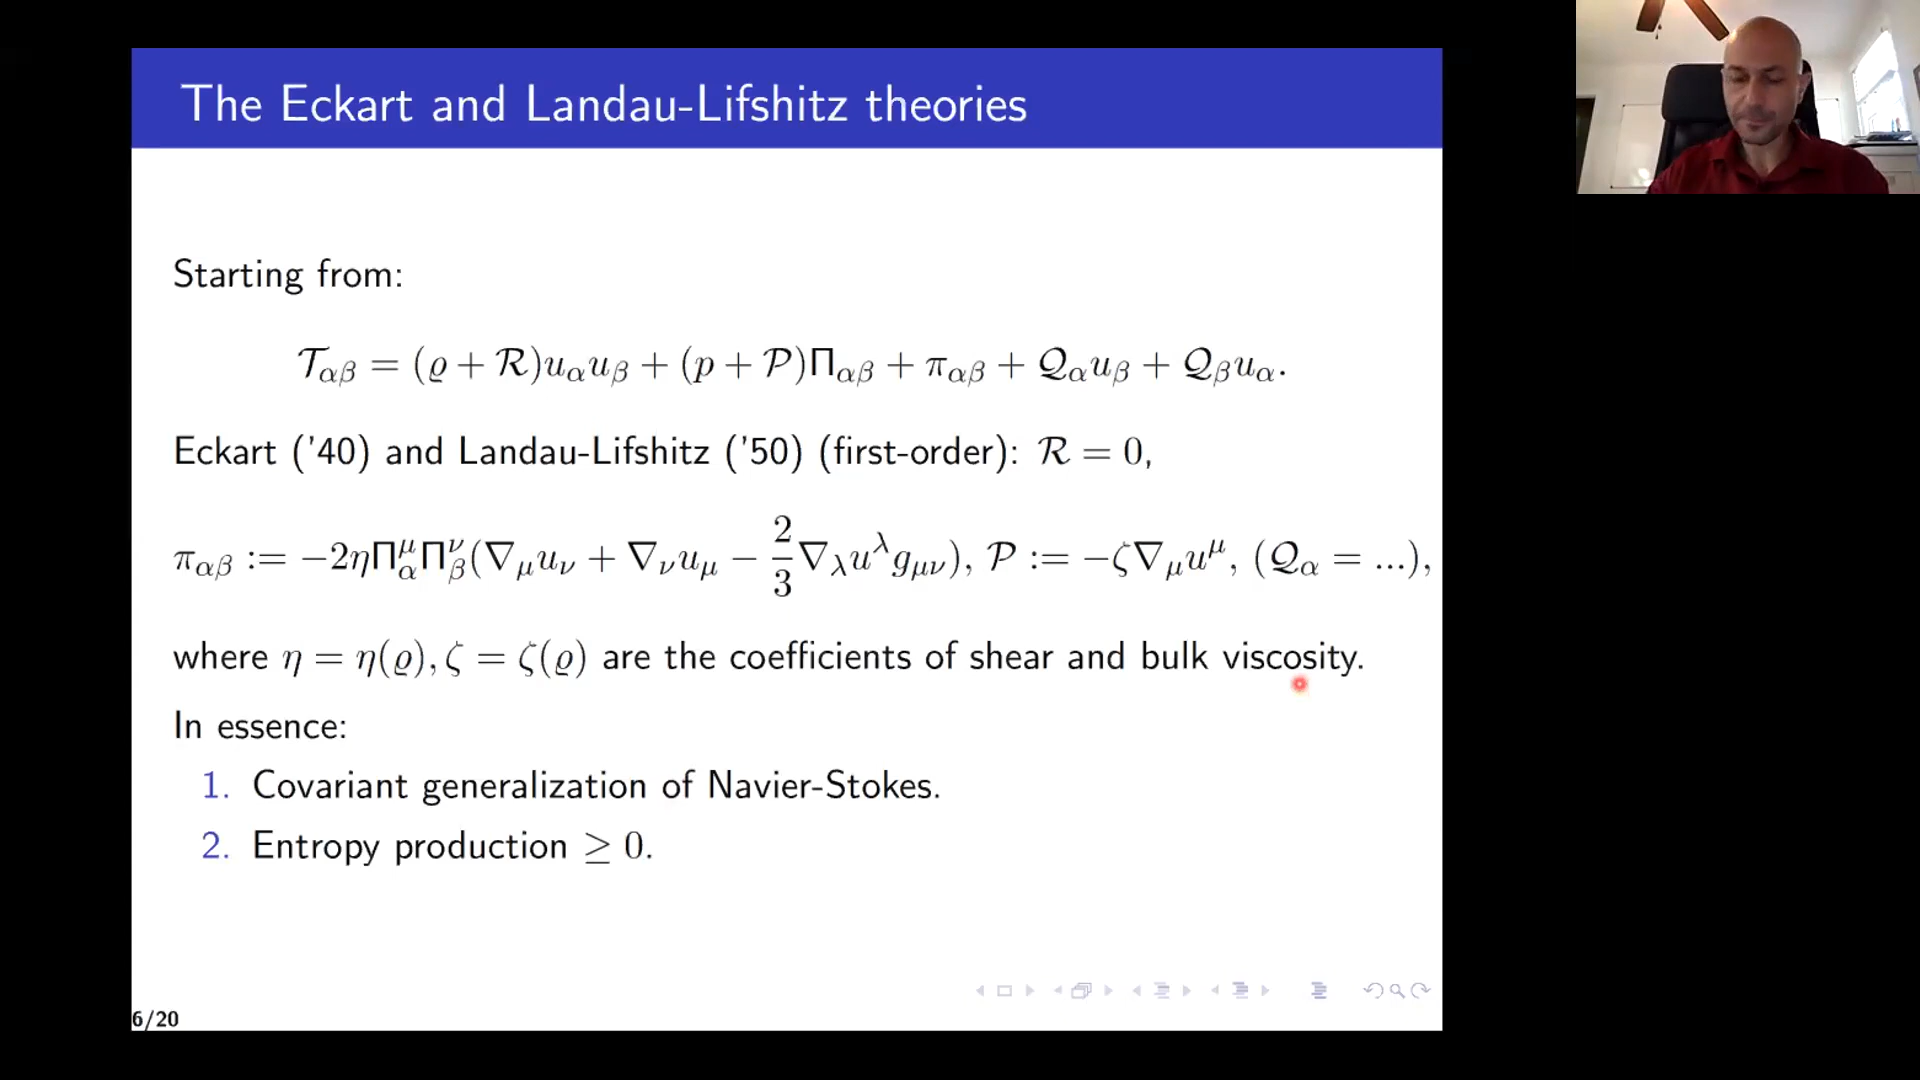 The Eckart and Landau-Lifshitz theories
Starting from:
𝒯_{αβ} = (ϱ + ℛ)u_α u_β + (p + 𝒫)Π_{αβ} + π_{αβ} + 𝒬_α u_β + 𝒬_β u_α.
Eckart ('40) and Landau-Lifshitz ('50) (first-order): ℛ = 0,
π_{αβ} := −2ηΠ^μ_α Π^ν_β (∇_μ u_ν + ∇_ν u_μ − \frac{2}{3}∇_λ u^λ g_{μν}), 𝒫 := −ζ∇_μ u^μ, (𝒬_α = ...),
where η = η(ϱ), ζ = ζ(ϱ) are the coefficients of shear and bulk viscosity.
In essence:
1. Covariant generalization of Navier-Stokes.
2. Entropy production ≥ 0.
6/20